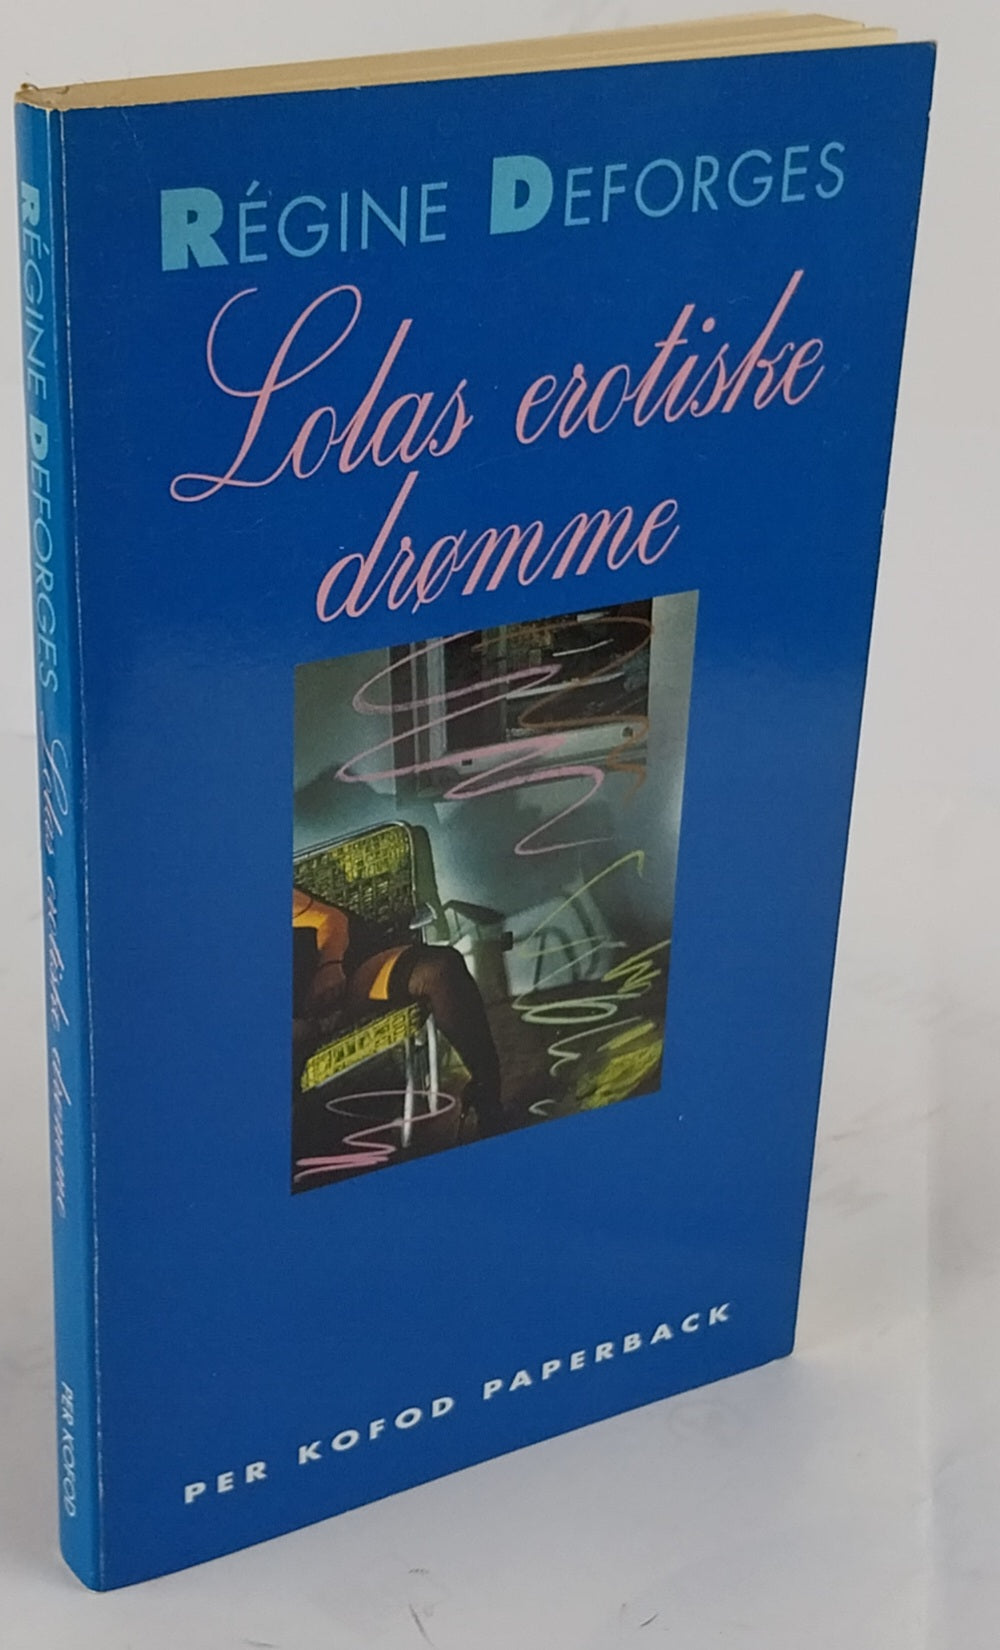 RÉGINE DEFORGES
Lolas erotiske
drømme
PER KOFOD PAPERBACK
RÉGINE DEFORGES Lolas erotiske drømme PER KOFOD